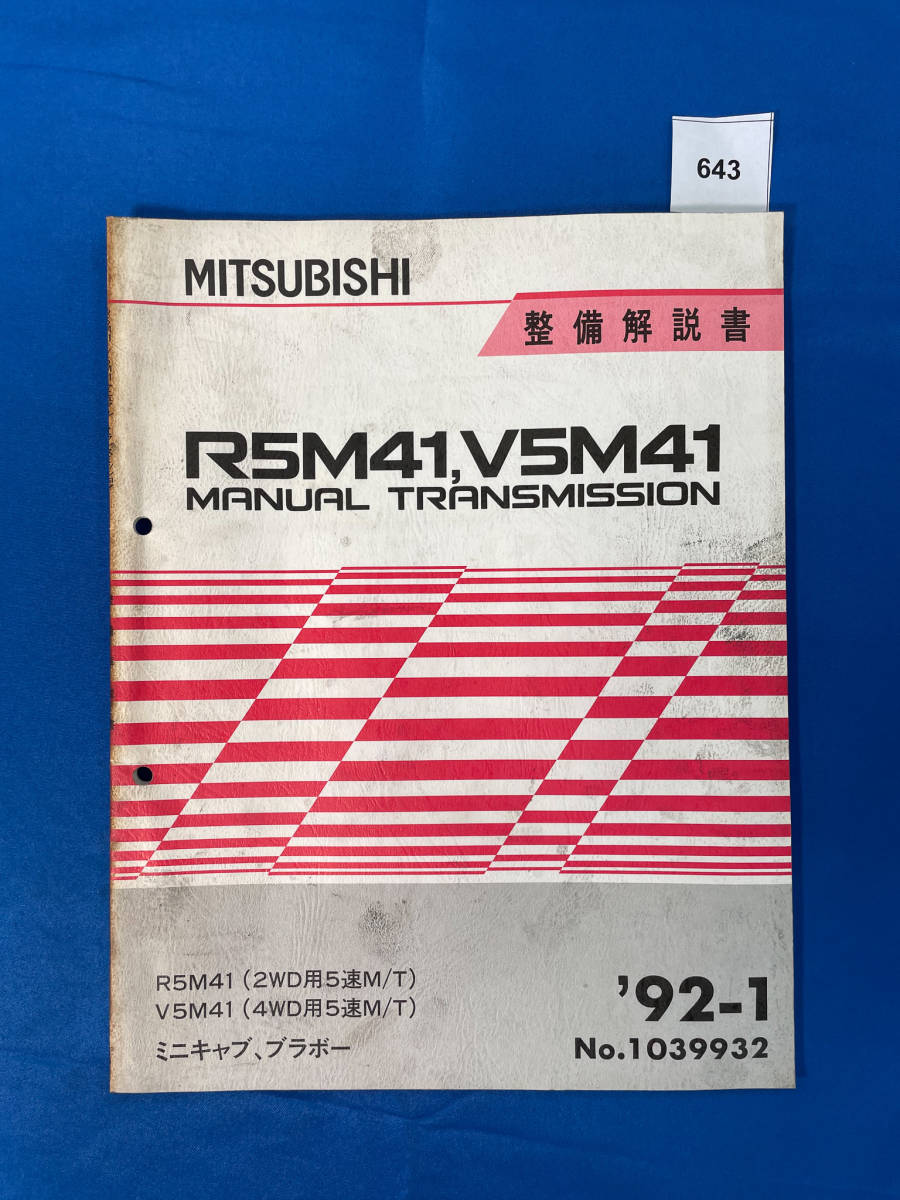 643
MITSUBISHI
整備解説書
R5M41,V5M41
MANUAL TRANSMISSION
R5M41(2WD用5速M/T)
V5M41(4WD用5速M/T)
ミニキャブ、ブラボー
'92-1
No.1039932